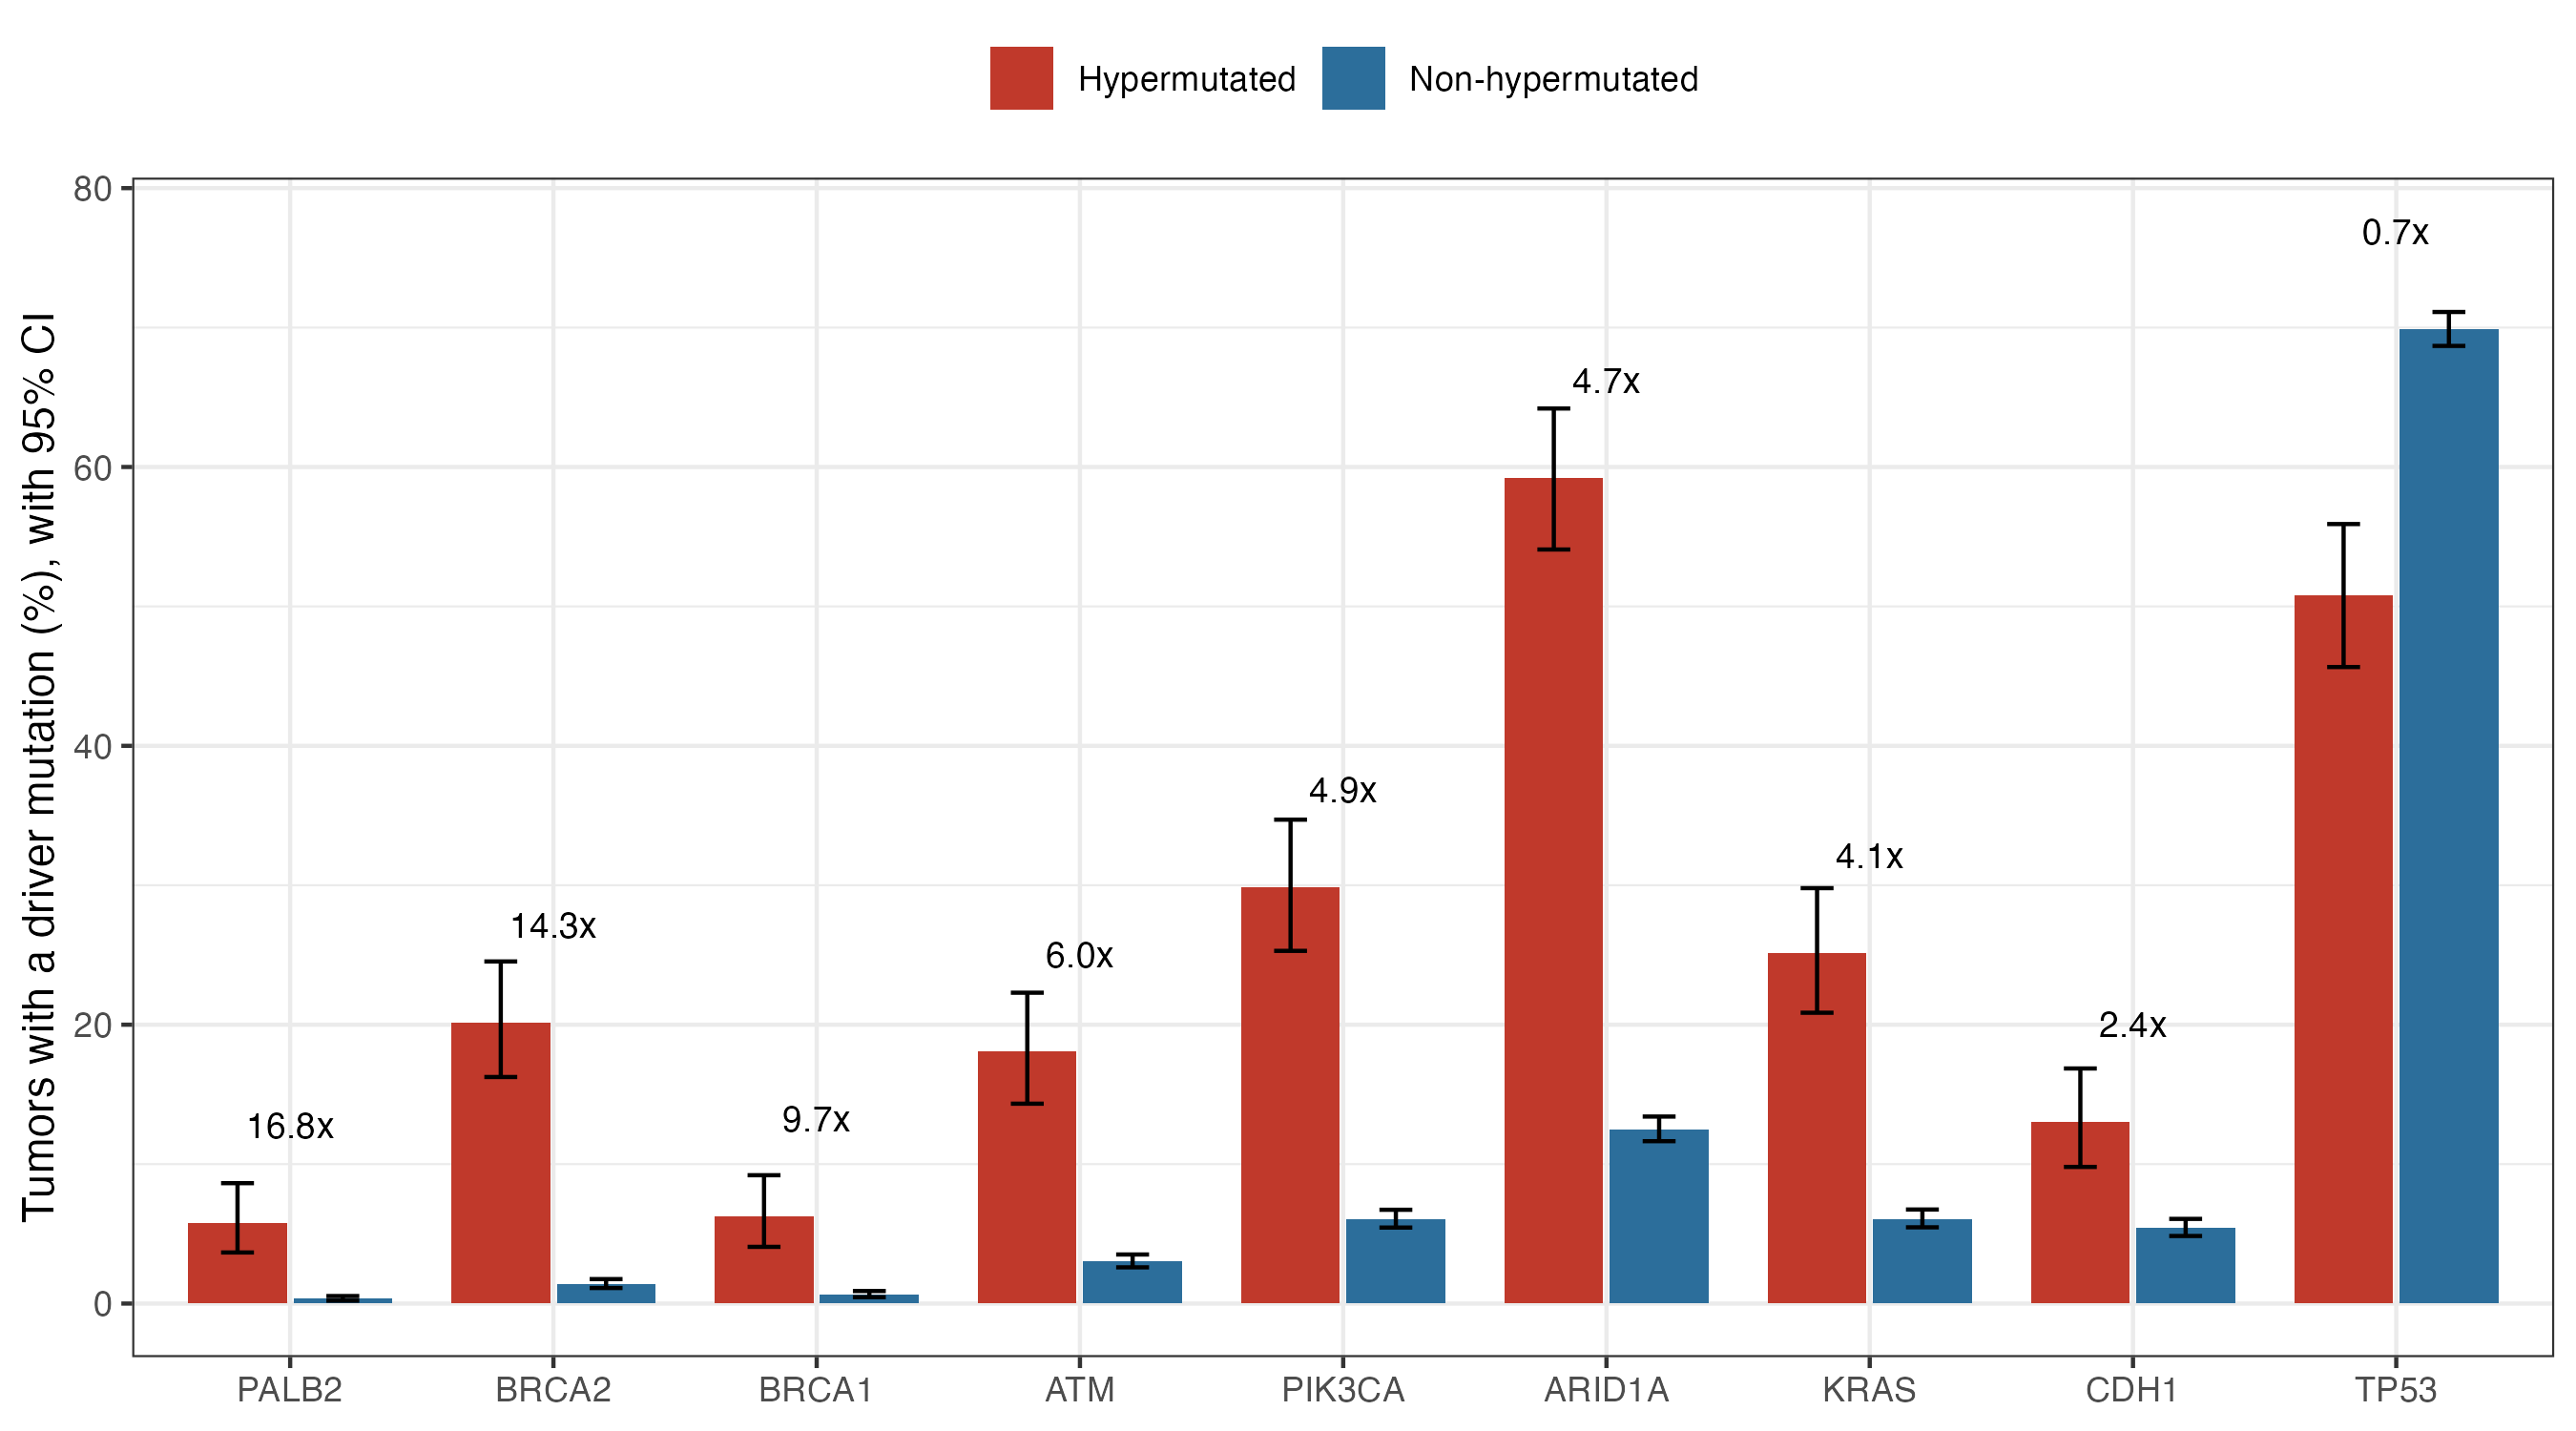 Hypermutated
Non-hypermutated
Tumors with a driver mutation (%), with 95% CI
80
60
40
20
0
16.8x
14.3x
9.7x
6.0x
4.9x
4.7x
4.1x
2.4x
0.7x
PALB2
BRCA2
BRCA1
ATM
PIK3CA
ARID1A
KRAS
CDH1
TP53